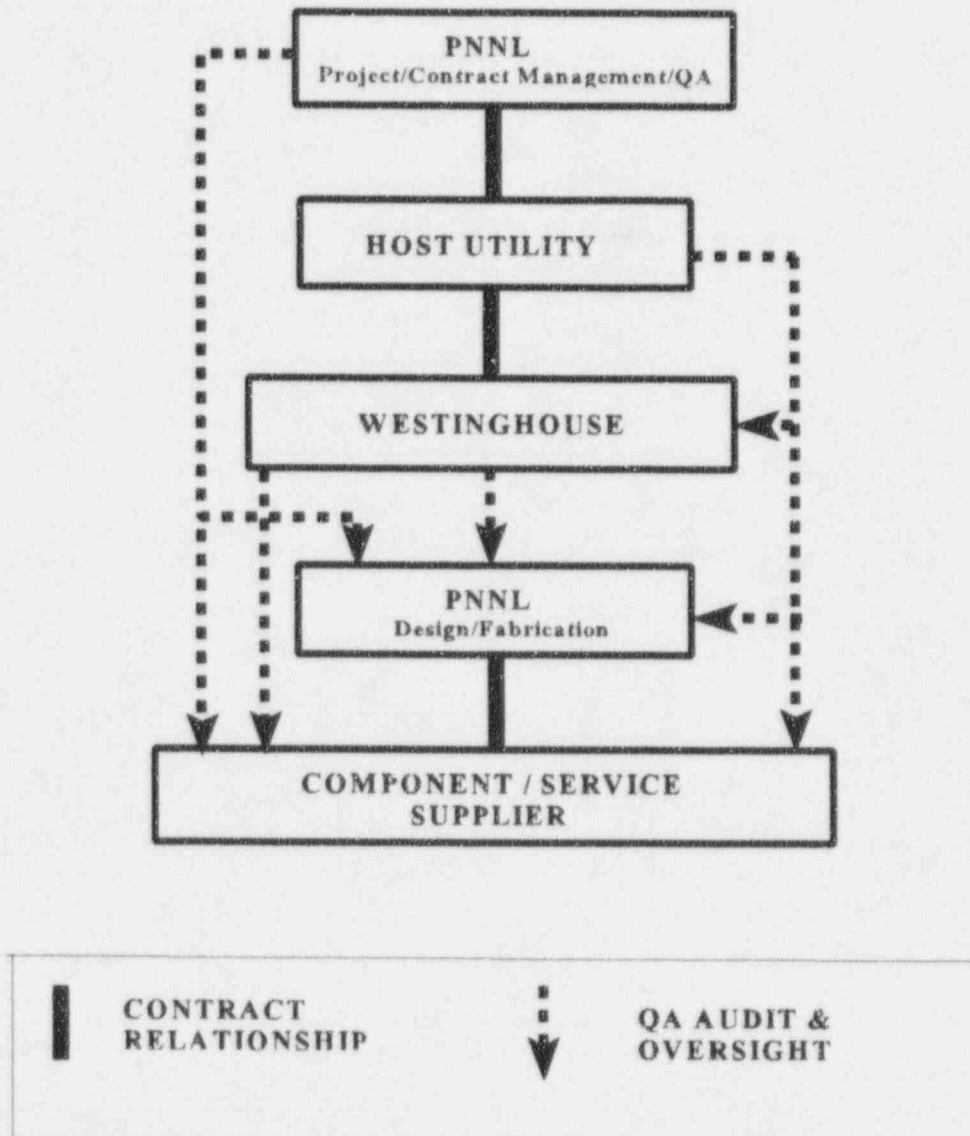 PNNL
Project/Contract Management/QA
HOST UTILITY
WESTINGHOUSE
PNNL
Design/Fabrication
COMPONENT / SERVICE
SUPPLIER
CONTRACT
RELATIONSHIP
QA AUDIT &
OVERSIGHT